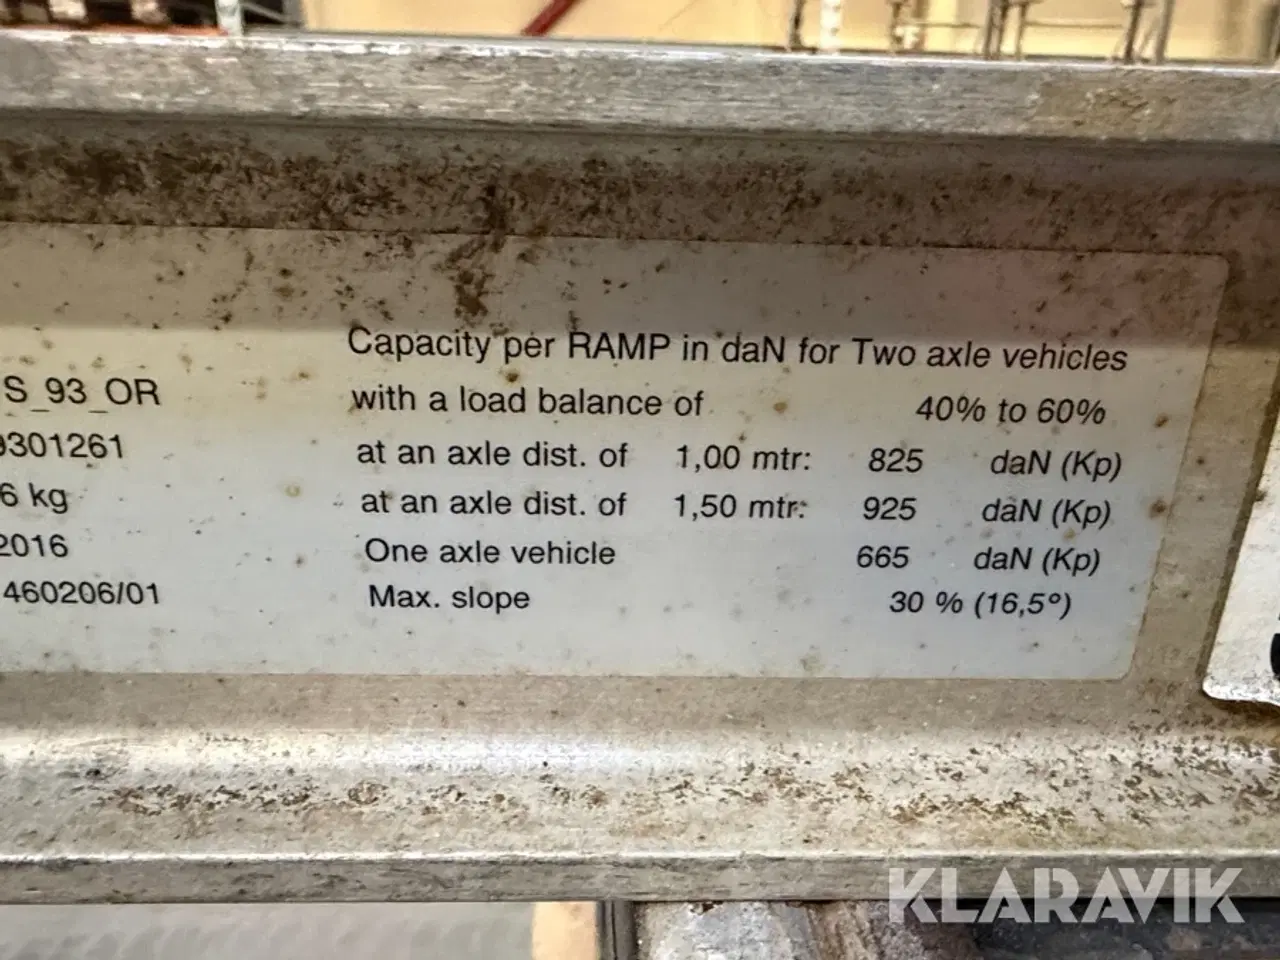 Capacity per RAMP in daN for Two axle vehicles
S_93_OR with a load balance of 40% to 60%
9301261 at an axle dist. of 1,00 mtr: 825 daN (Kp)
6 kg at an axle dist. of 1,50 mtr: 925 daN (Kp)
2016 One axle vehicle 665 daN (Kp)
460206/01 Max. slope 30 % (16,5°)
KLARAVIK